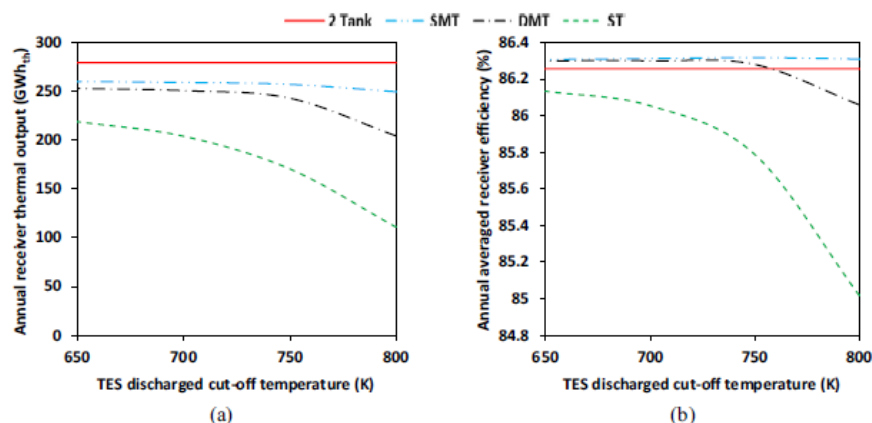 2 Tank SMT DMT ST
Annual receiver thermal output (GWhth)
300
250
200
150
100
50
0
650 700 750 800
TES discharged cut-off temperature (K)
(a)
Annual averaged receiver efficiency (%)
86.4
86.2
86
85.8
85.6
85.4
85.2
85
84.8
650 700 750 800
TES discharged cut-off temperature (K)
(b)